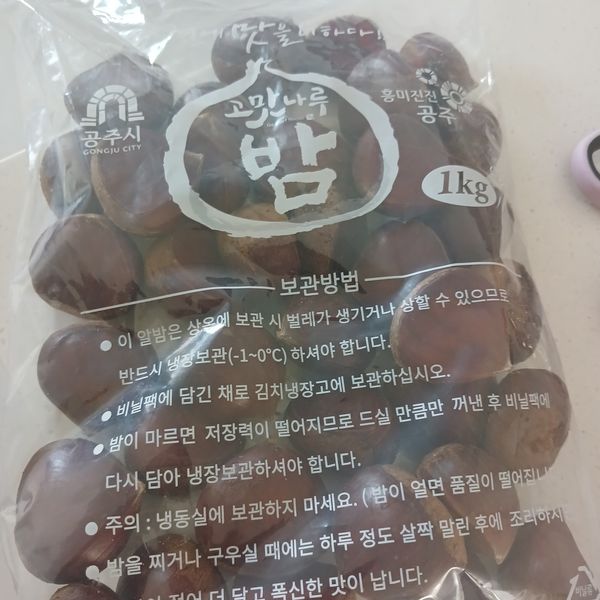 맛을 더하다!
공주시
GONGJU CITY
고맛나루
밤
흥미진진
공주
1kg
보관방법
● 이 알밤은 상온에 보관 시 벌레가 생기거나 상할 수 있으므로
반드시 냉장보관(-1~0℃) 하셔야 합니다.
● 비닐팩에 담긴 채로 김치냉장고에 보관하십시오.
● 밤이 마르면 저장력이 떨어지므로 드실 만큼만 꺼낸 후 비닐팩에
다시 담아 냉장보관하셔야 합니다.
● 주의 : 냉동실에 보관하지 마세요. ( 밤이 얼면 품질이 떨어집니
● 밤을 찌거나 구우실 때에는 하루 정도 살짝 말린 후에 조리하시
더 달고 폭신한 맛이 납니다.